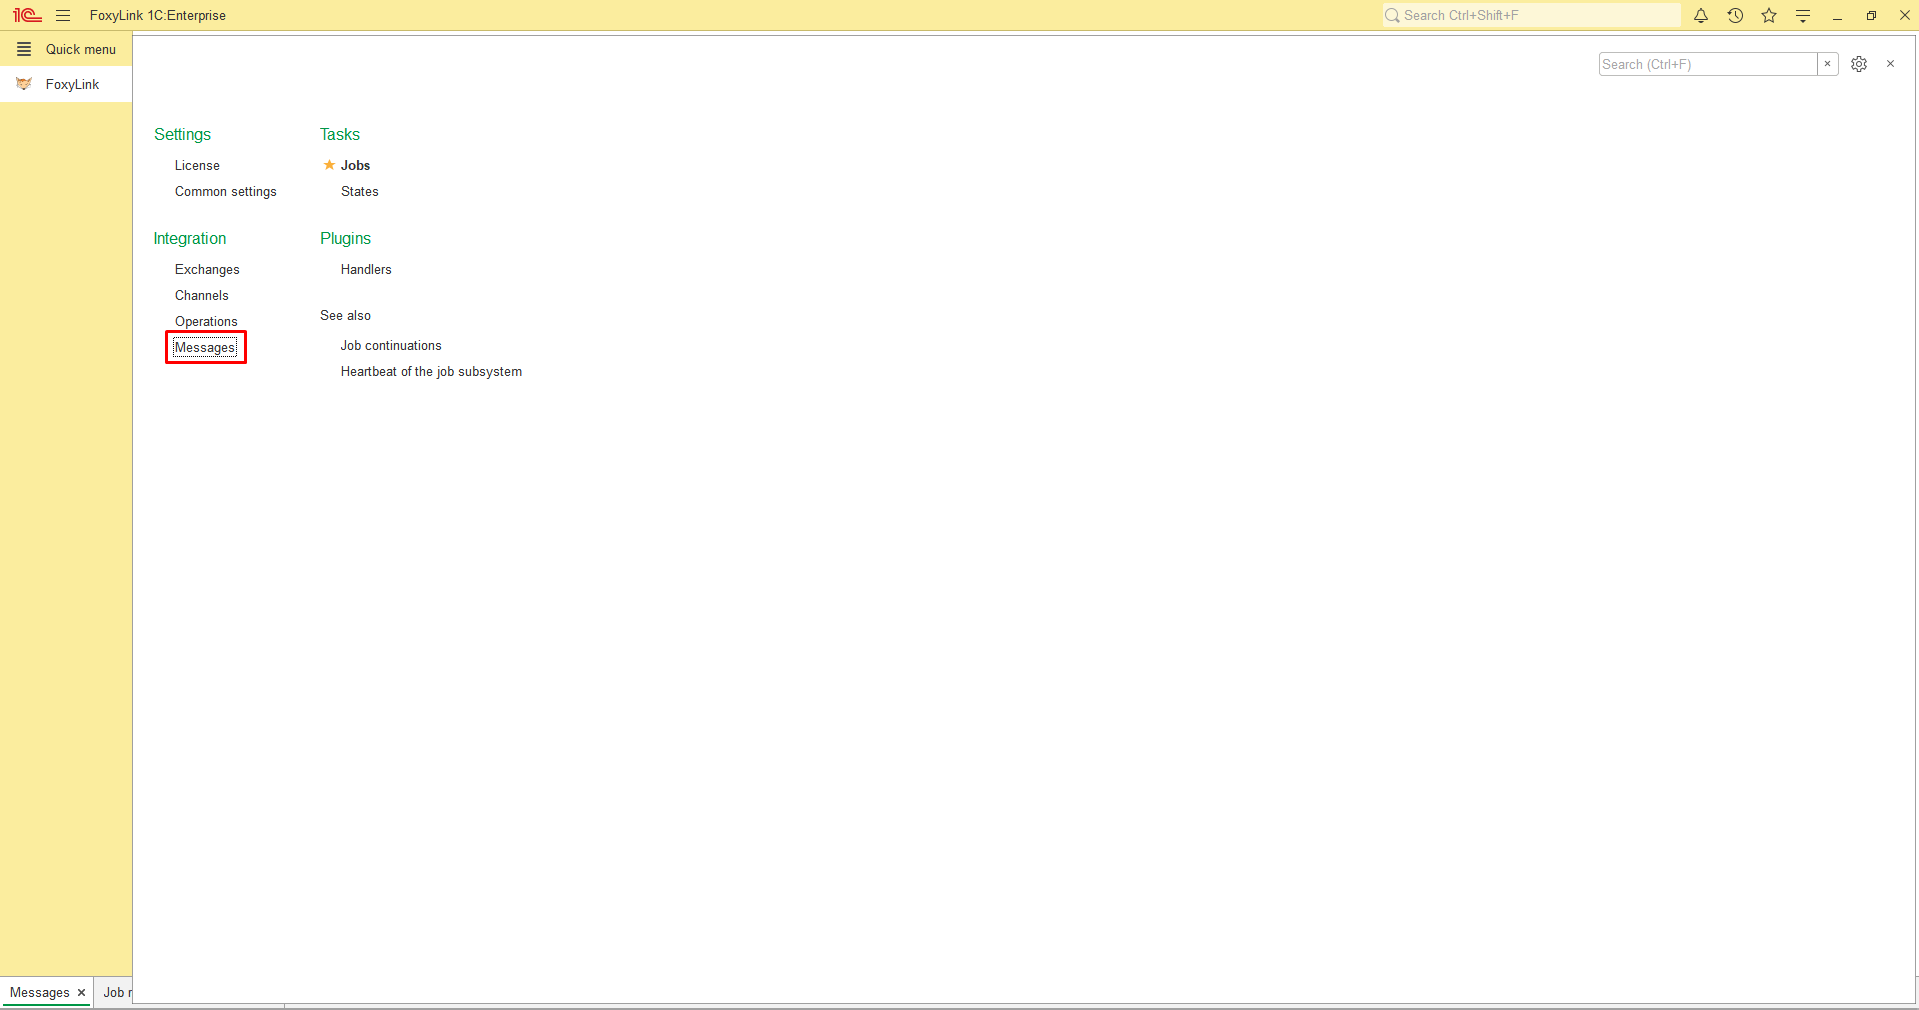 1C FoxyLink 1C:Enterprise
Search Ctrl+Shift+F
Quick menu
FoxyLink
Search (Ctrl+F)
Settings
License
Common settings
Integration
Exchanges
Channels
Operations
Messages
Tasks
Jobs
States
Plugins
Handlers
See also
Job continuations
Heartbeat of the job subsystem
Messages
Job